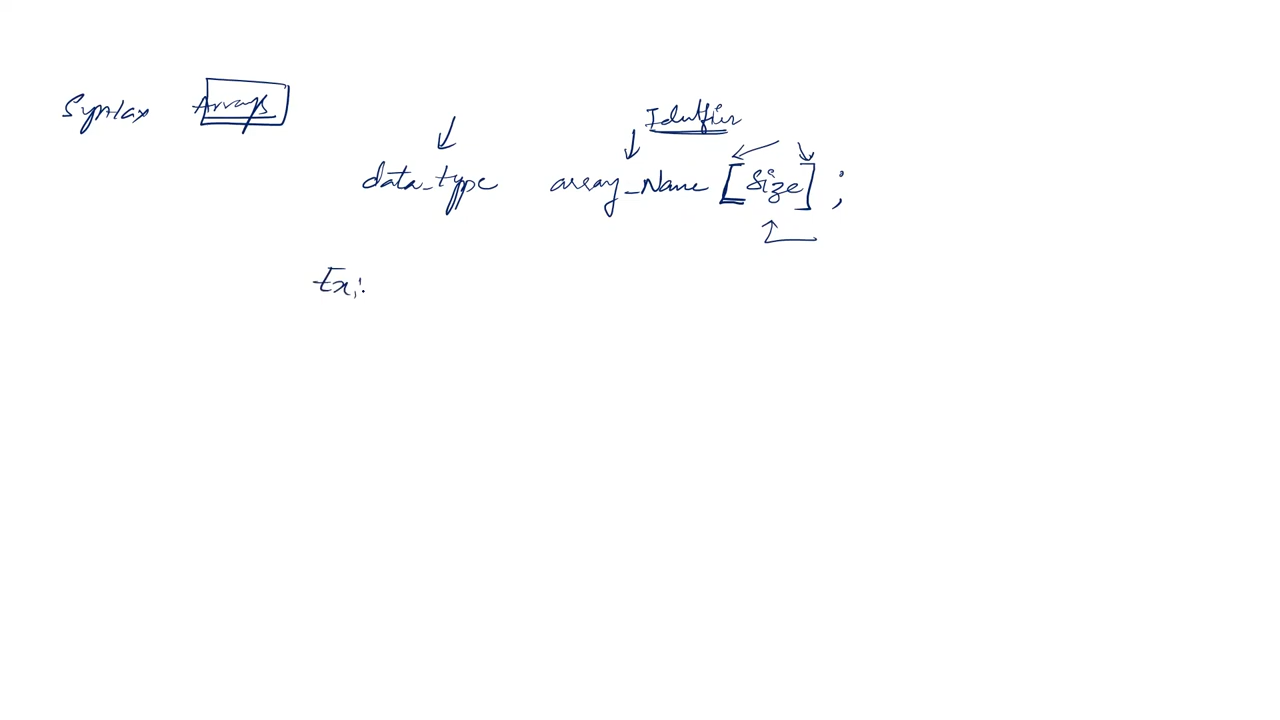 Syntax Arrays
Identifier
data_type array_Name [Size] ;
Ex: